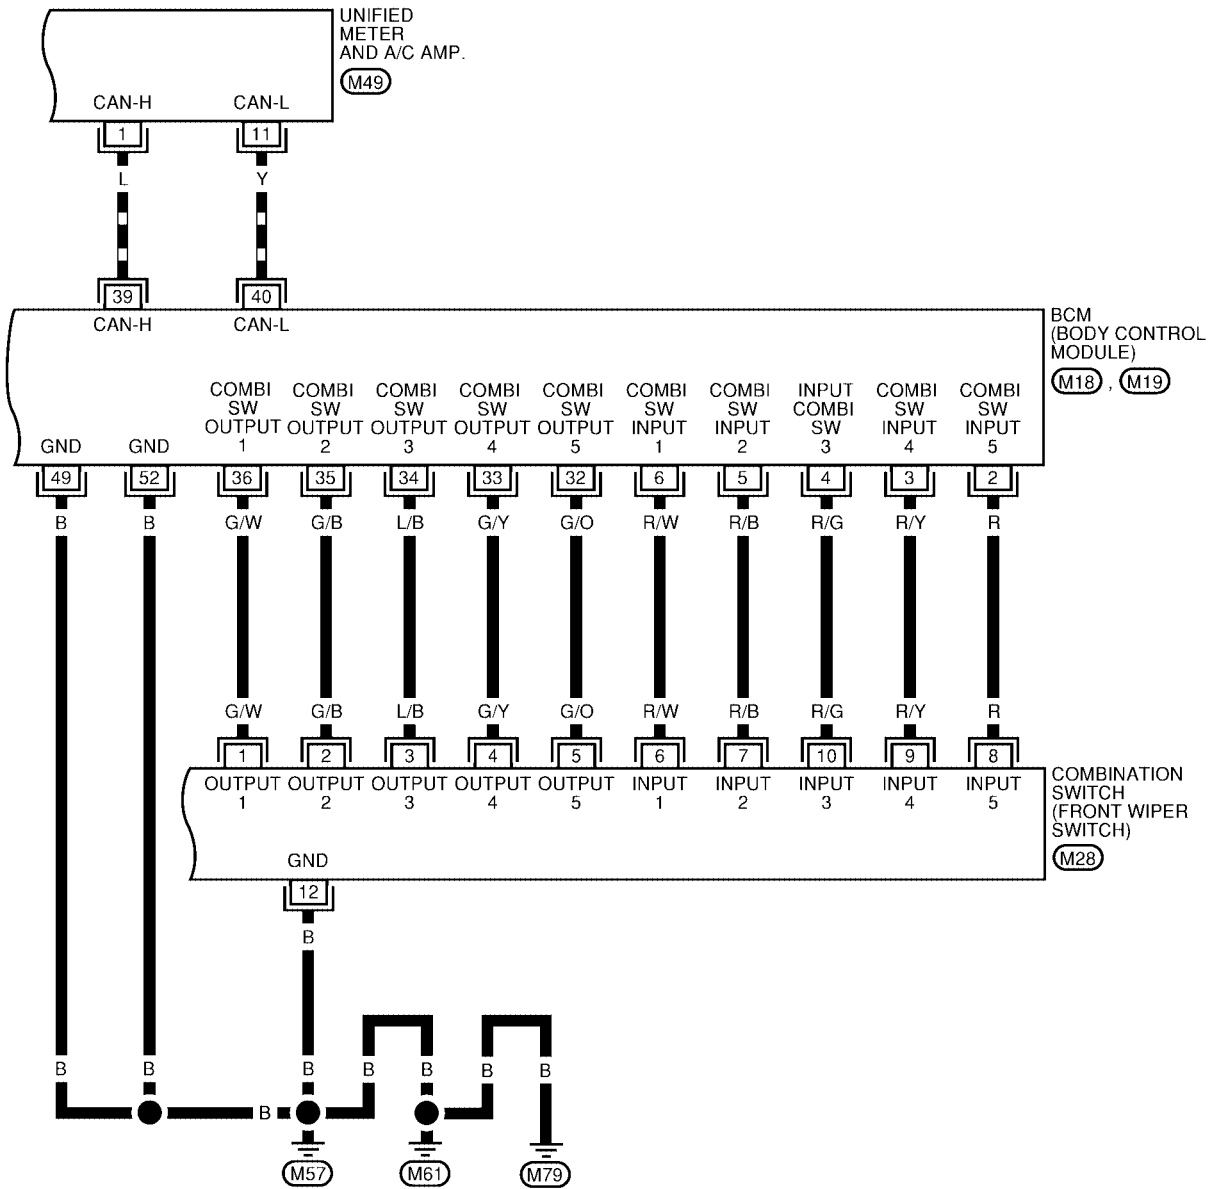 UNIFIED
METER
AND A/C AMP.
M49
CAN-H CAN-L
1 11
L Y
39 40
CAN-H CAN-L
BCM
(BODY CONTROL
MODULE)
M18 , M19
COMBI COMBI COMBI COMBI COMBI COMBI COMBI INPUT COMBI COMBI
SW SW SW SW SW SW SW COMBI SW SW
OUTPUT OUTPUT OUTPUT OUTPUT OUTPUT INPUT INPUT SW INPUT INPUT
GND GND 1 2 3 4 5 1 2 3 4 5
49 52 36 35 34 33 32 6 5 4 3 2
B B G/W G/B L/B G/Y G/O R/W R/B R/G R/Y R
G/W G/B L/B G/Y G/O R/W R/B R/G R/Y R
1 2 3 4 5 6 7 10 9 8
OUTPUT OUTPUT OUTPUT OUTPUT OUTPUT INPUT INPUT INPUT INPUT INPUT
1 2 3 4 5 1 2 3 4 5
COMBINATION
SWITCH
(FRONT WIPER
SWITCH)
M28
GND
12
B
B B B B B B B
B
M57 M61 M79